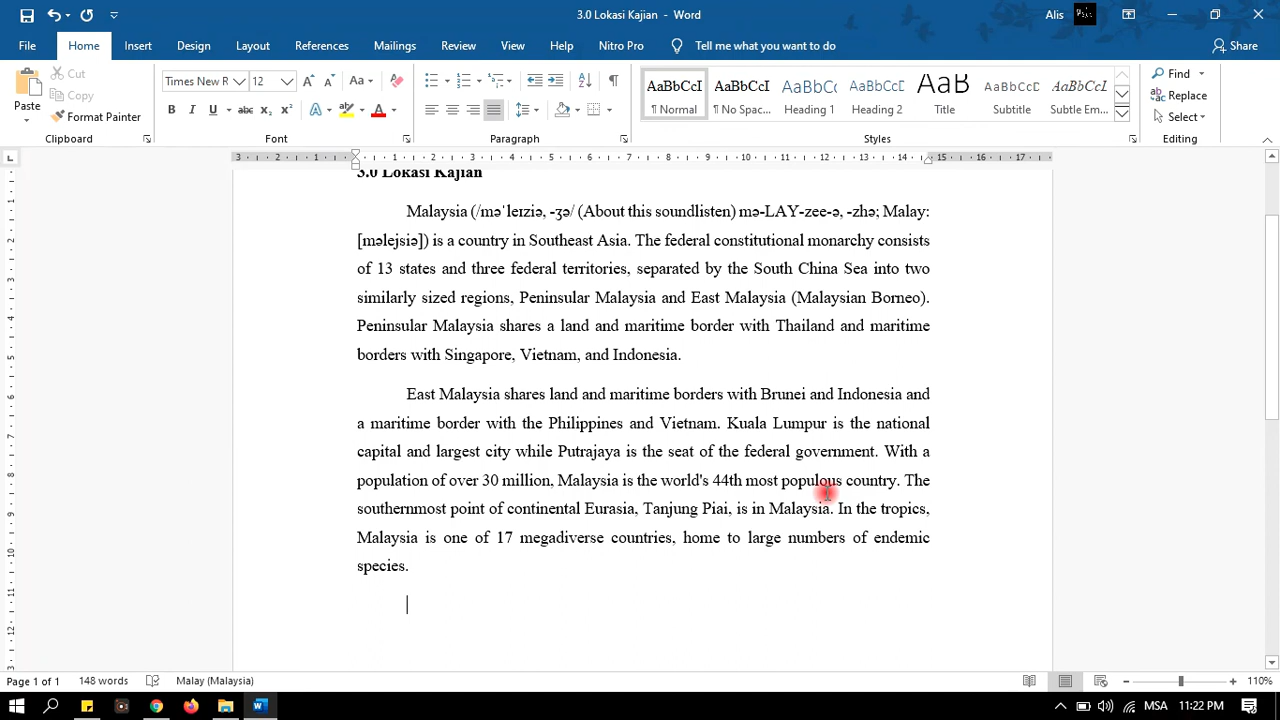 3.0 Lokasi Kajian - Word
Alis
Share
File Home Insert Design Layout References Mailings Review View Help Nitro Pro Tell me what you want to do
Paste
Cut
Copy
Format Painter
Clipboard
Times New R 12
Font
Paragraph
AaBbCcI AaBbCcI AaBbCc AaBbCcI AaB AaBbCcI AaBbCcI
¶ Normal ¶ No Spac... Heading 1 Heading 2 Title Subtitle Subtle Em...
Styles
Find
Replace
Select
Editing
3.0 Lokasi Kajian
Malaysia (/məˈleɪziə, -ʒə/ (About this soundlisten) mə-LAY-zee-ə, -zhə; Malay:
[məlejsiə]) is a country in Southeast Asia. The federal constitutional monarchy consists
of 13 states and three federal territories, separated by the South China Sea into two
similarly sized regions, Peninsular Malaysia and East Malaysia (Malaysian Borneo).
Peninsular Malaysia shares a land and maritime border with Thailand and maritime
borders with Singapore, Vietnam, and Indonesia.
East Malaysia shares land and maritime borders with Brunei and Indonesia and
a maritime border with the Philippines and Vietnam. Kuala Lumpur is the national
capital and largest city while Putrajaya is the seat of the federal government. With a
population of over 30 million, Malaysia is the world's 44th most populous country. The
southernmost point of continental Eurasia, Tanjung Piai, is in Malaysia. In the tropics,
Malaysia is one of 17 megadiverse countries, home to large numbers of endemic
species.
Page 1 of 1 148 words Malay (Malaysia) 110%
MSA 11:22 PM